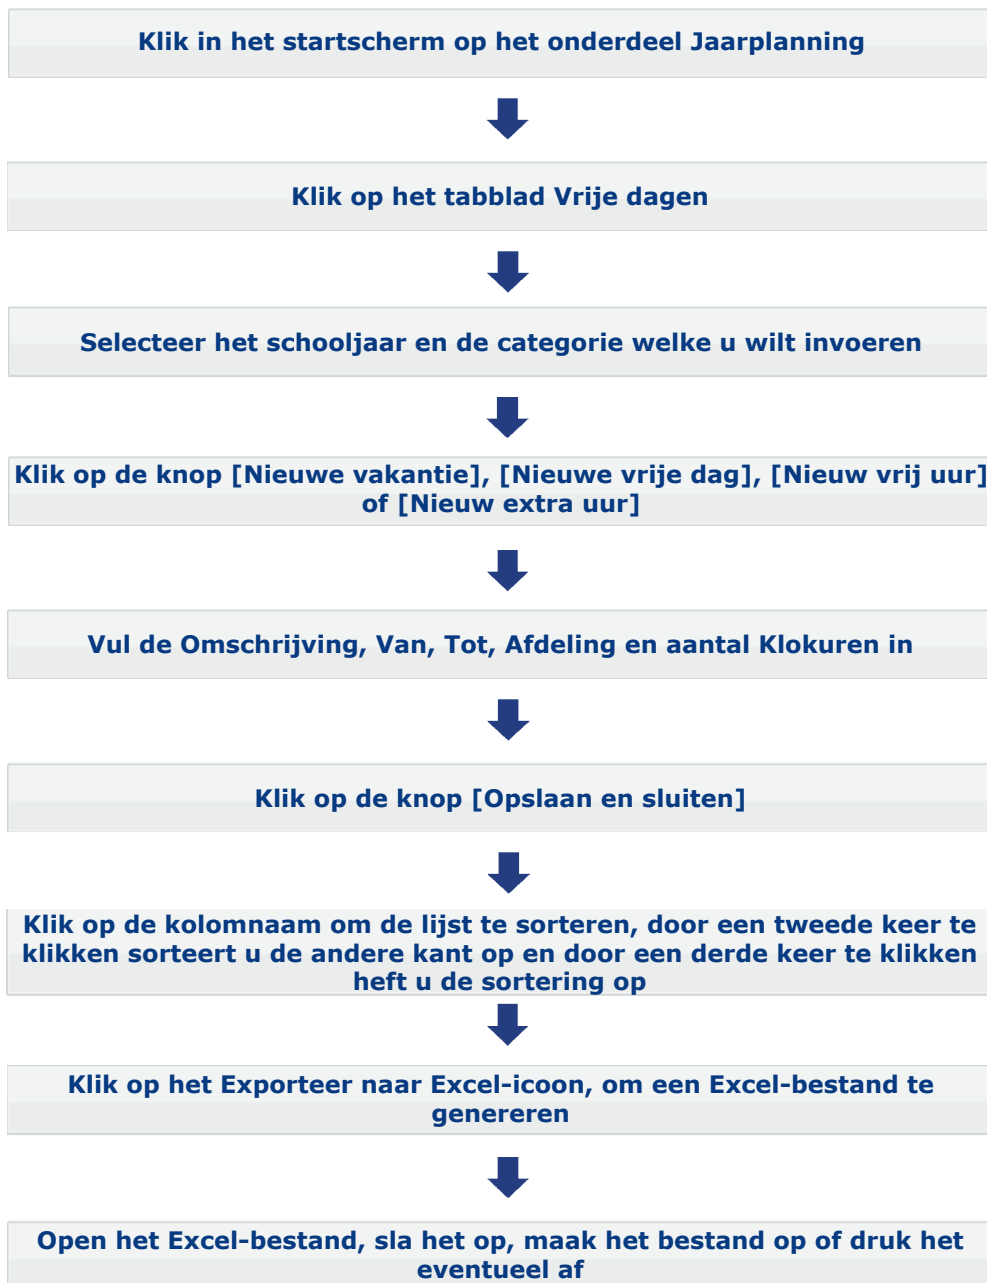 Klik in het startscherm op het onderdeel Jaarplanning
Klik op het tabblad Vrije dagen
Selecteer het schooljaar en de categorie welke u wilt invoeren
Klik op de knop [Nieuwe vakantie], [Nieuwe vrije dag], [Nieuw vrij uur]
of [Nieuw extra uur]
Vul de Omschrijving, Van, Tot, Afdeling en aantal Klokuren in
Klik op de knop [Opslaan en sluiten]
Klik op de kolomnaam om de lijst te sorteren, door een tweede keer te
klikken sorteert u de andere kant op en door een derde keer te klikken
heft u de sortering op
Klik op het Exporteer naar Excel-icoon, om een Excel-bestand te
genereren
Open het Excel-bestand, sla het op, maak het bestand op of druk het
eventueel af